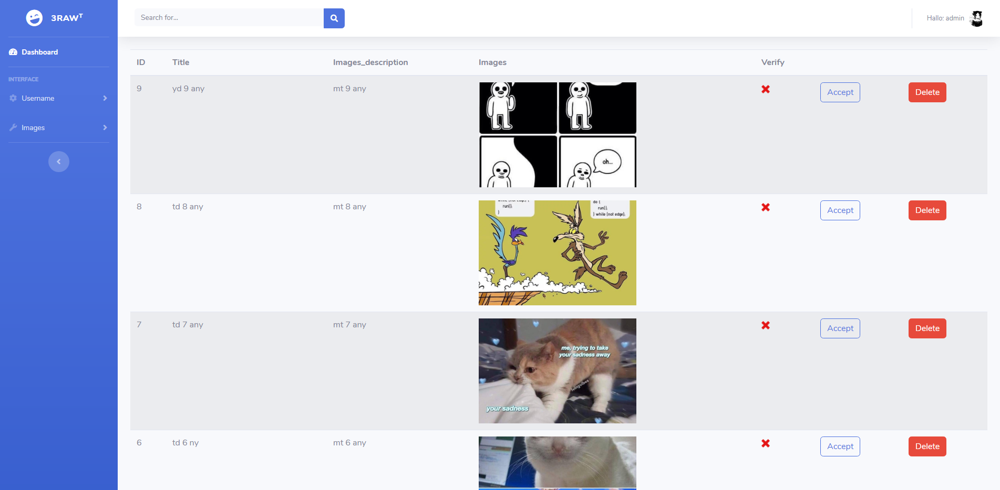 3RAWᵀ
Search for...
Hallo: admin
Dashboard
INTERFACE
Username
Images
ID Title Images_description Images Verify
9 yd 9 any mt 9 any Accept Delete
oh...
8 td 8 any mt 8 any Accept Delete
while (not edge) {
run();
}
do {
run();
} while (not edge);
7 td 7 any mt 7 any Accept Delete
me, trying to take
your sadness away
lvingvibes
your sadness
6 td 6 ny mt 6 any Accept Delete